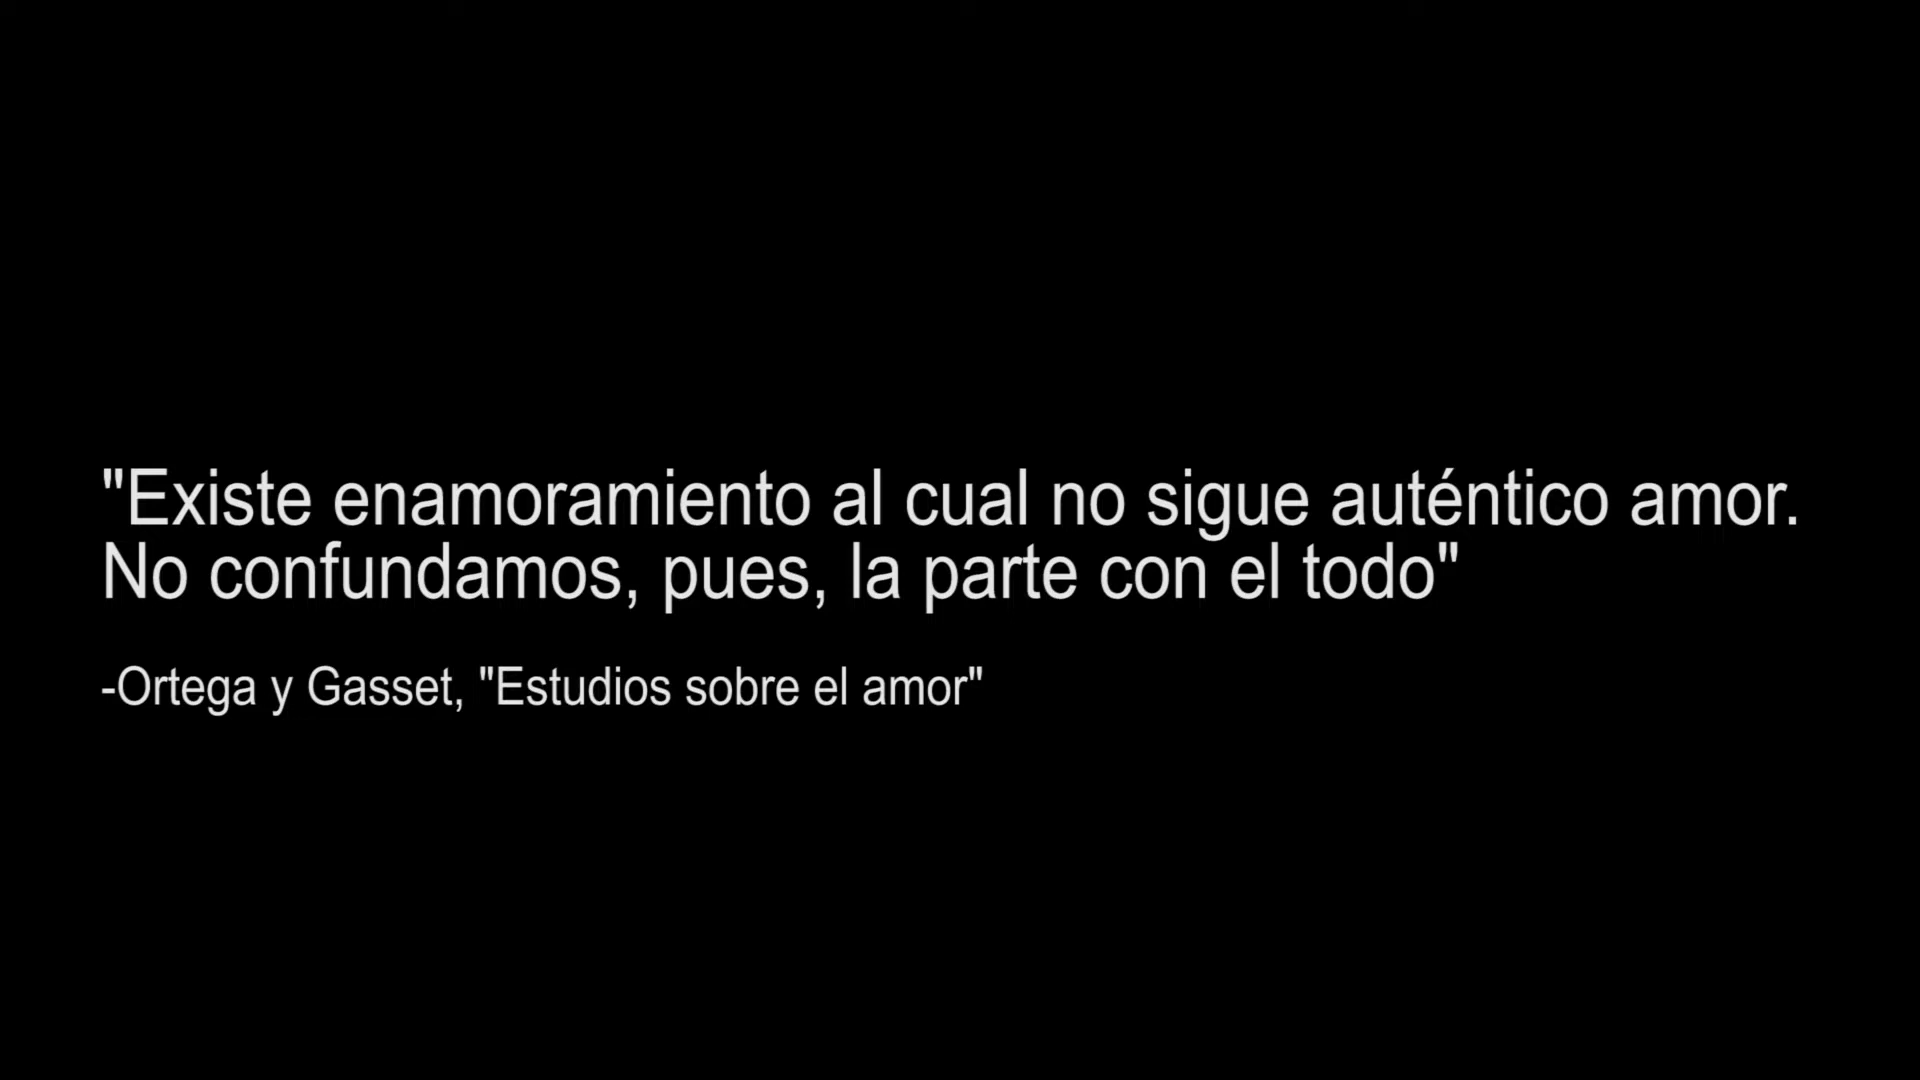 "Existe enamoramiento al cual no sigue auténtico amor.
No confundamos, pues, la parte con el todo"
-Ortega y Gasset, "Estudios sobre el amor"